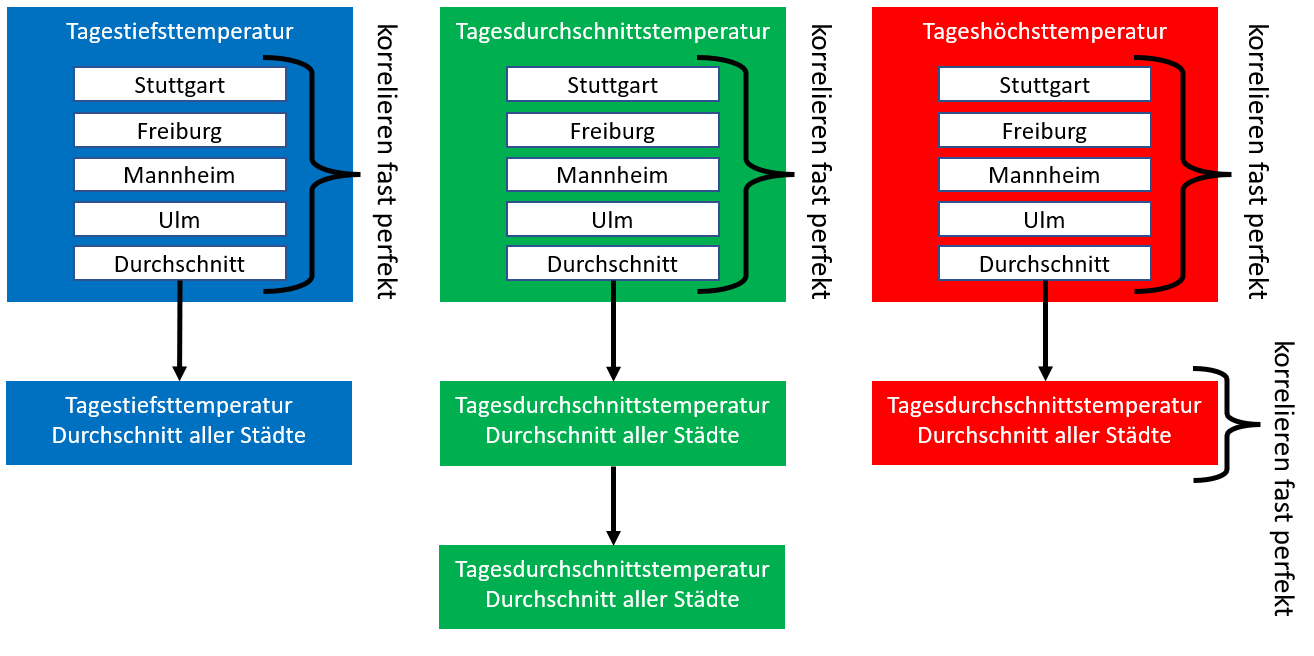 Tagestiefsttemperatur
Stuttgart
Freiburg
Mannheim
Ulm
Durchschnitt
korrelieren fast perfekt
Tagesdurchschnittstemperatur
Stuttgart
Freiburg
Mannheim
Ulm
Durchschnitt
korrelieren fast perfekt
Tageshöchsttemperatur
Stuttgart
Freiburg
Mannheim
Ulm
Durchschnitt
korrelieren fast perfekt
Tagestiefsttemperatur
Durchschnitt aller Städte
Tagesdurchschnittstemperatur
Durchschnitt aller Städte
Tagesdurchschnittstemperatur
Durchschnitt aller Städte
korrelieren fast perfekt
Tagesdurchschnittstemperatur
Durchschnitt aller Städte